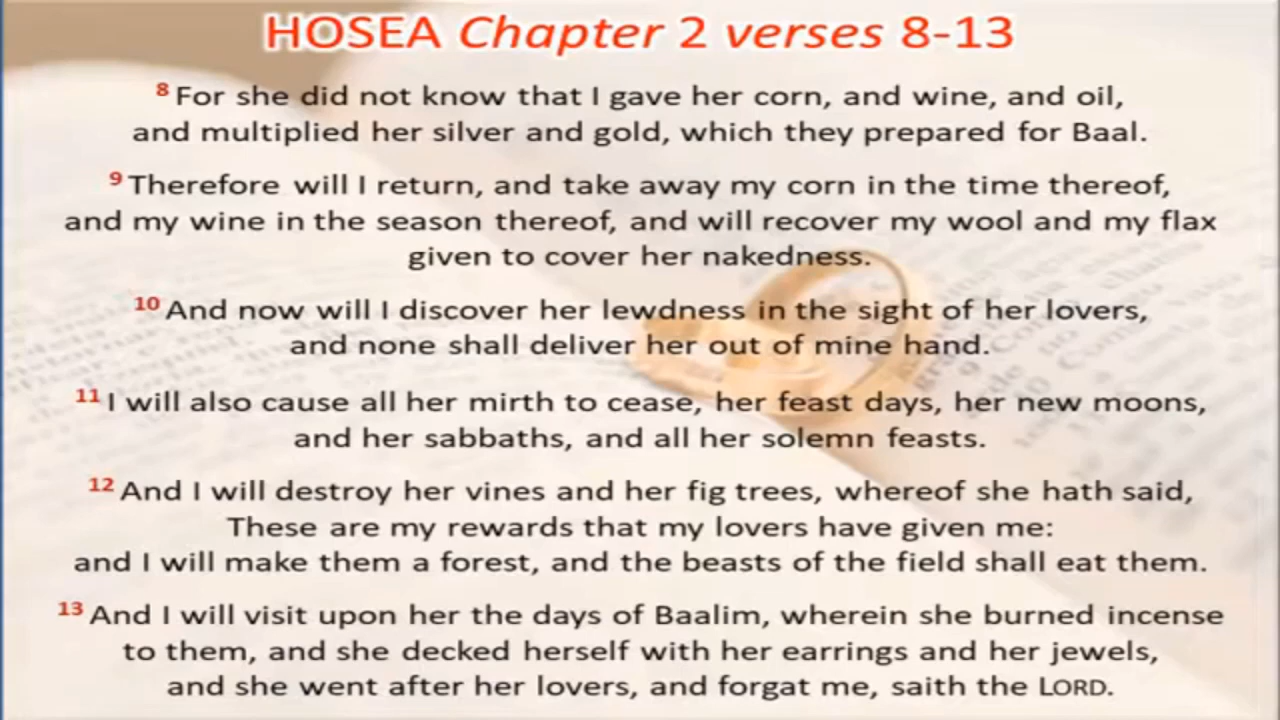 HOSEA Chapter 2 verses 8-13
8 For she did not know that I gave her corn, and wine, and oil,
and multiplied her silver and gold, which they prepared for Baal.
9 Therefore will I return, and take away my corn in the time thereof,
and my wine in the season thereof, and will recover my wool and my flax
given to cover her nakedness.
10 And now will I discover her lewdness in the sight of her lovers,
and none shall deliver her out of mine hand.
11 I will also cause all her mirth to cease, her feast days, her new moons,
and her sabbaths, and all her solemn feasts.
12 And I will destroy her vines and her fig trees, whereof she hath said,
These are my rewards that my lovers have given me:
and I will make them a forest, and the beasts of the field shall eat them.
13 And I will visit upon her the days of Baalim, wherein she burned incense
to them, and she decked herself with her earrings and her jewels,
and she went after her lovers, and forgat me, saith the LORD.